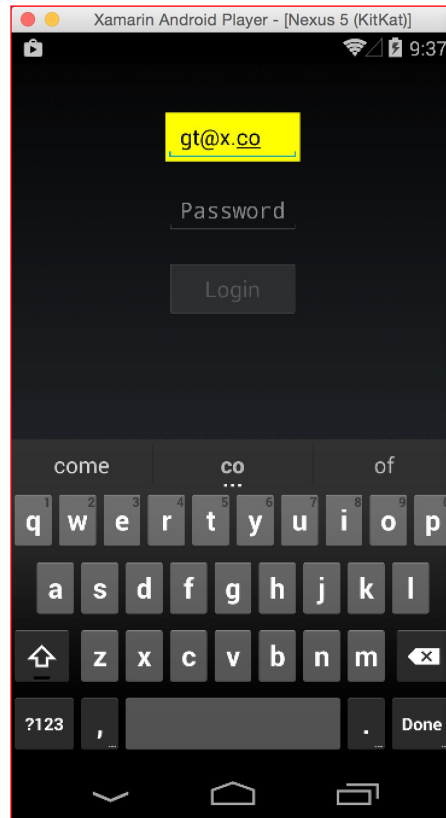 Xamarin Android Player - [Nexus 5 (KitKat)]
9:37
gt@x.co
Password
Login
come co of
1 2 3 4 5 6 7 8 9
q w e r t y u i o p
a s d f g h j k l
z x c v b n m
?123 , . Done